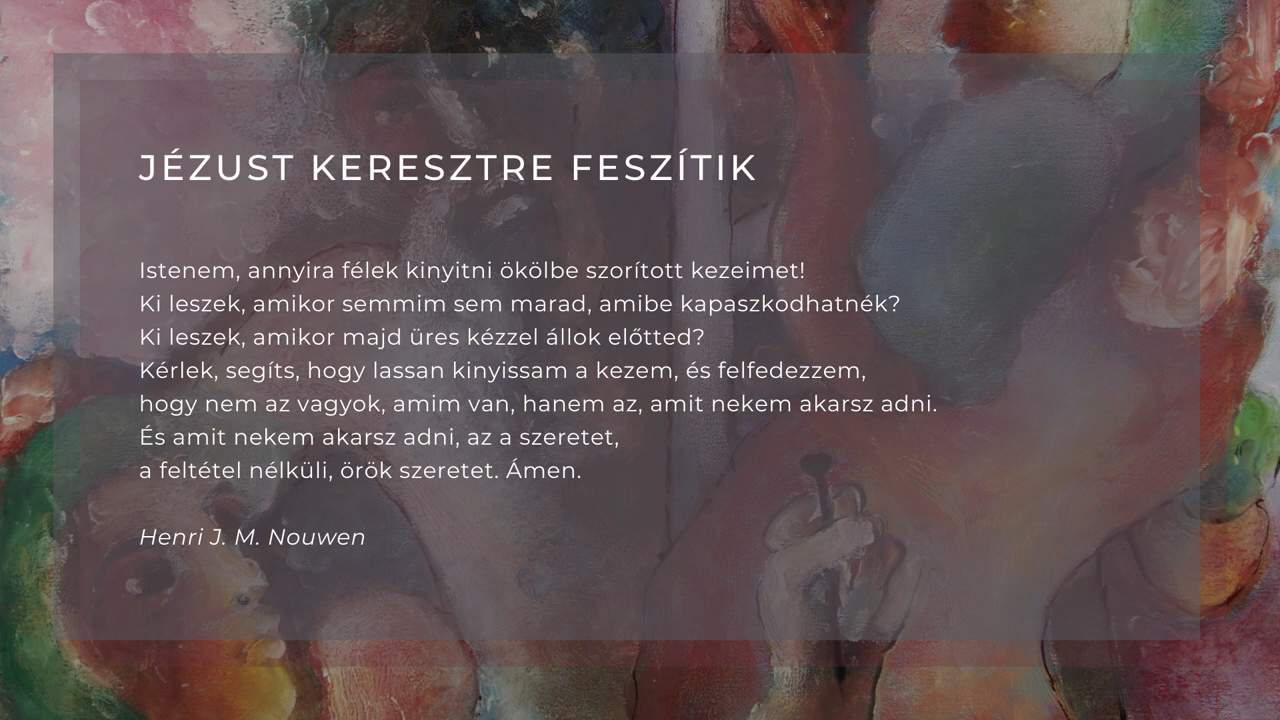 JÉZUST KERESZTRE FESZÍTIK
Istenem, annyira félek kinyitni ökölbe szorított kezeimet!
Ki leszek, amikor semmim sem marad, amibe kapaszkodhatnék?
Ki leszek, amikor majd üres kézzel állok előtted?
Kérlek, segíts, hogy lassan kinyissam a kezem, és felfedezzem,
hogy nem az vagyok, amim van, hanem az, amit nekem akarsz adni.
És amit nekem akarsz adni, az a szeretet,
a feltétel nélküli, örök szeretet. Ámen.
Henri J. M. Nouwen